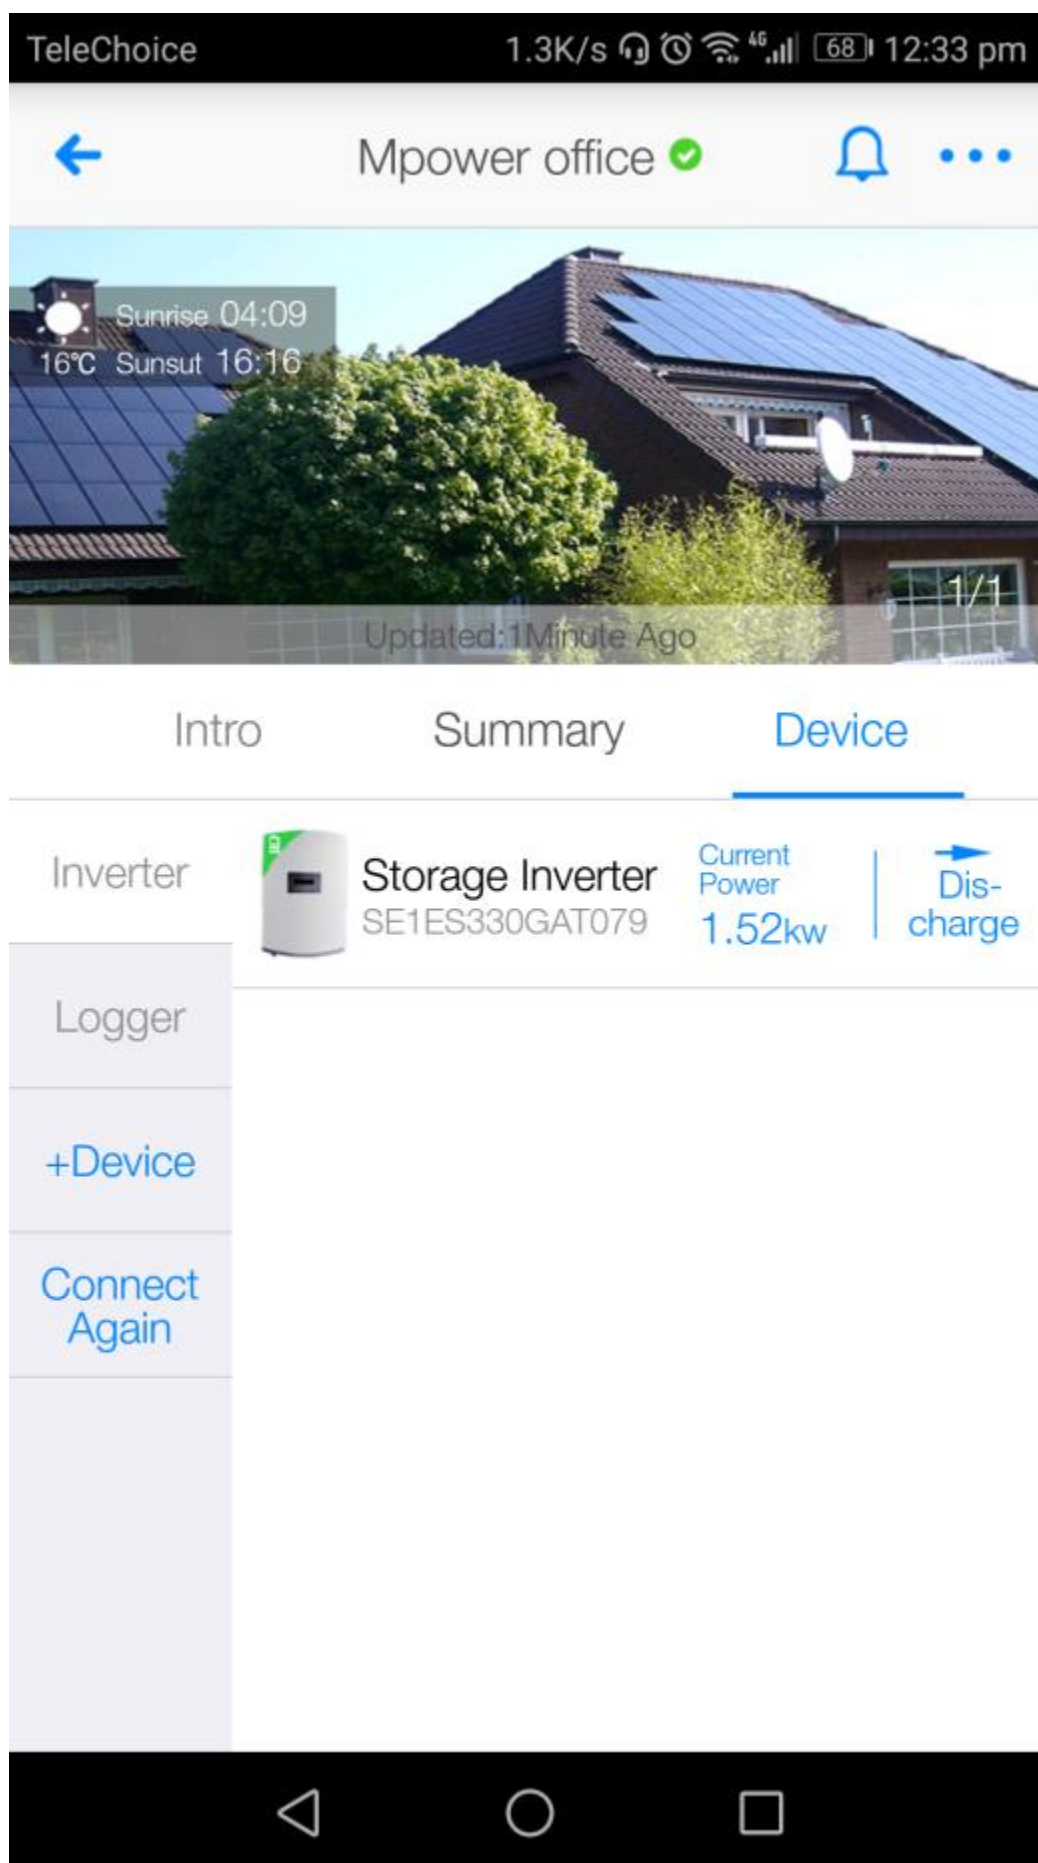 TeleChoice 1.3K/s 4G 68 12:33 pm
Mpower office
Sunrise 04:09
16°C Sunsut 16:16
1/1
Updated:1Minute Ago
Intro Summary Device
Inverter
Storage Inverter
SE1ES330GAT079
Current
Power
1.52kw
Dis-
charge
Logger
+Device
Connect
Again